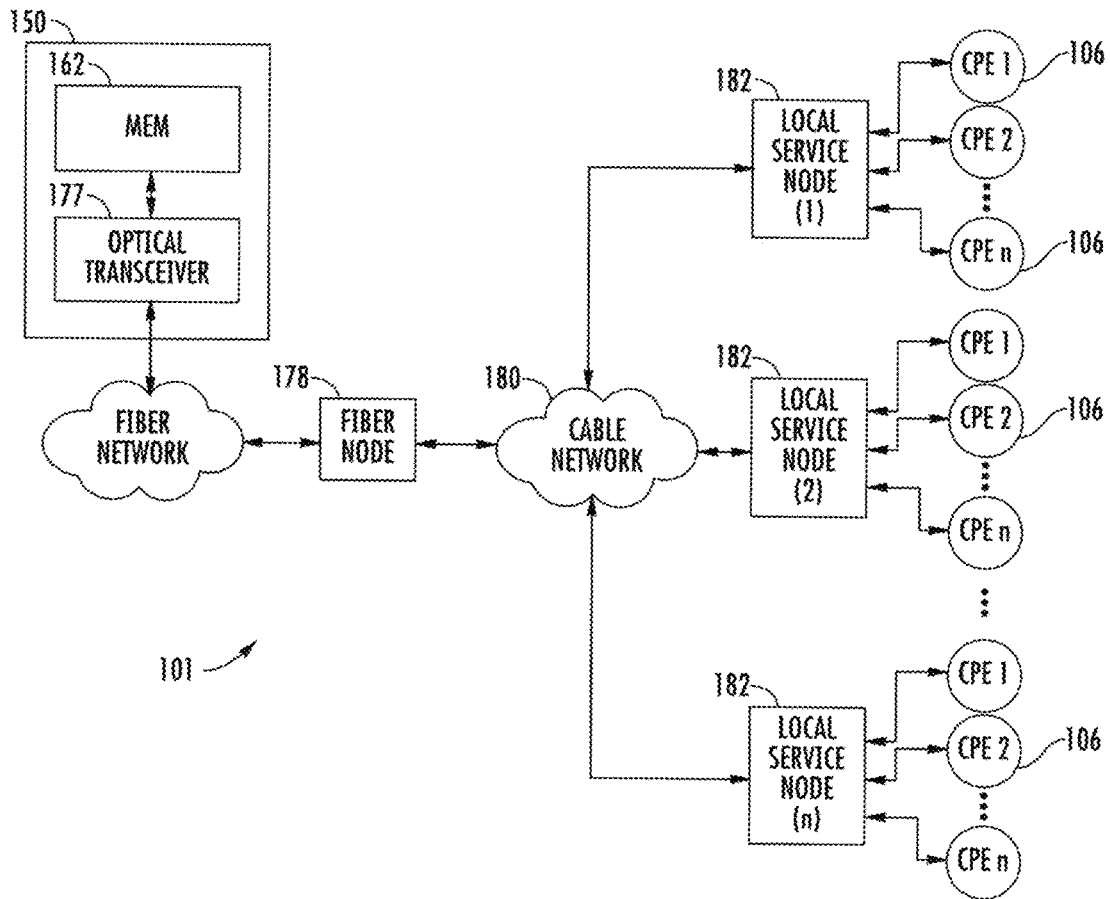 150
162
MEM
177
OPTICAL
TRANSCEIVER
FIBER
NETWORK
178
FIBER
NODE
180
CABLE
NETWORK
101
182
LOCAL
SERVICE
NODE
(1)
CPE 1
106
CPE 2
CPE n
106
182
LOCAL
SERVICE
NODE
(2)
CPE 1
CPE 2
106
CPE n
182
LOCAL
SERVICE
NODE
(n)
CPE 1
CPE 2
106
CPE n